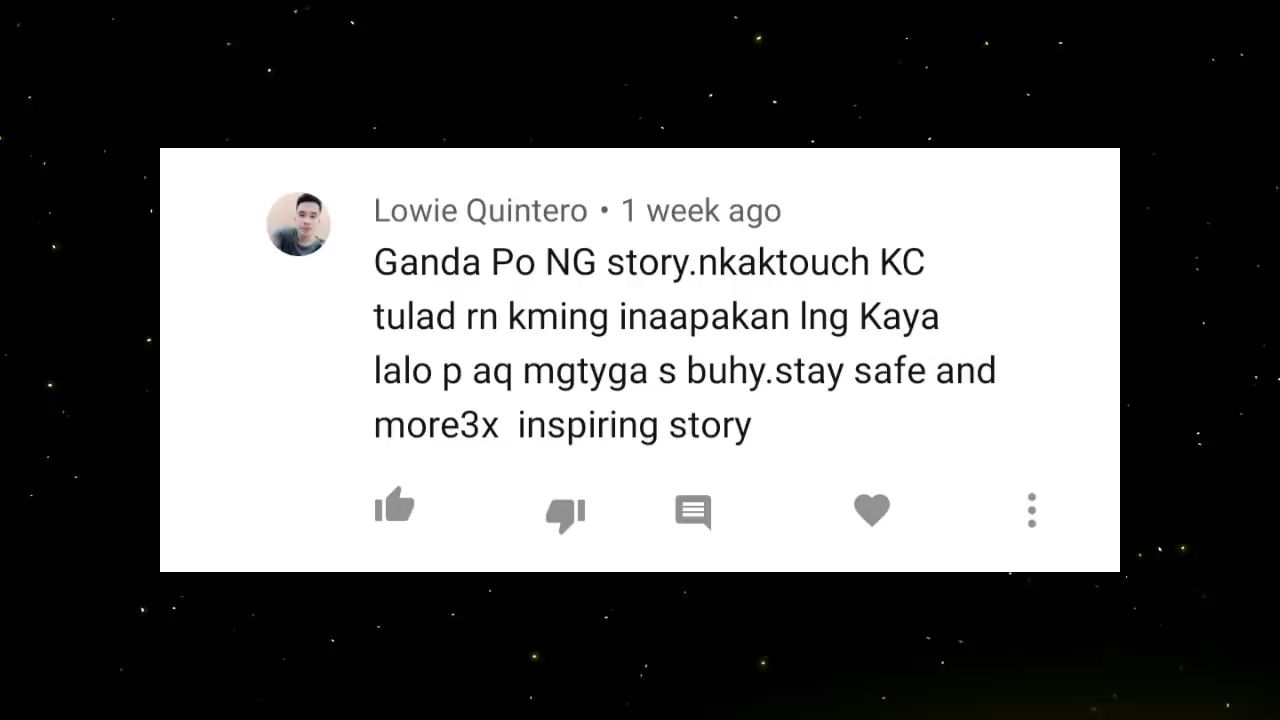 Lowie Quintero • 1 week ago
Ganda Po NG story.nkaktouch KC
tulad rn kming inaapakan lng Kaya
lalo p aq mgtyga s buhy.stay safe and
more3x  inspiring story